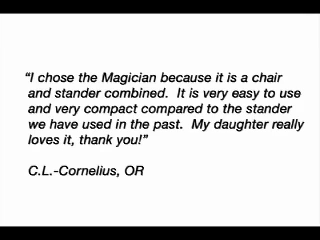 “I chose the Magician because it is a chair
and stander combined.  It is very easy to use
and very compact compared to the stander
we have used in the past.  My daughter really
loves it, thank you!”
C.L.-Cornelius, OR